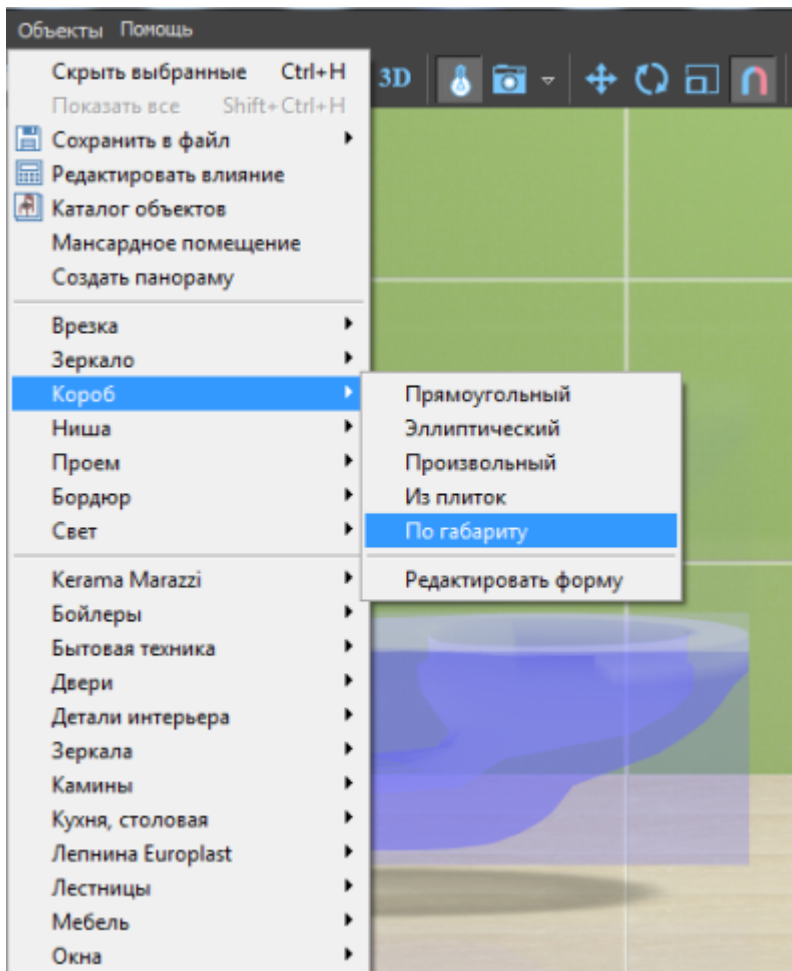 Объекты Помощь
Скрыть выбранные Ctrl+H
Показать все Shift+Ctrl+H
Сохранить в файл
Редактировать влияние
Каталог объектов
Мансардное помещение
Создать панораму
Врезка
Зеркало
Короб
Ниша
Проем
Бордюр
Свет
Kerama Marazzi
Бойлеры
Бытовая техника
Двери
Детали интерьера
Зеркала
Камины
Кухня, столовая
Лепнина Europlast
Лестницы
Мебель
Окна
3D
Прямоугольный
Эллиптический
Произвольный
Из плиток
По габариту
Редактировать форму